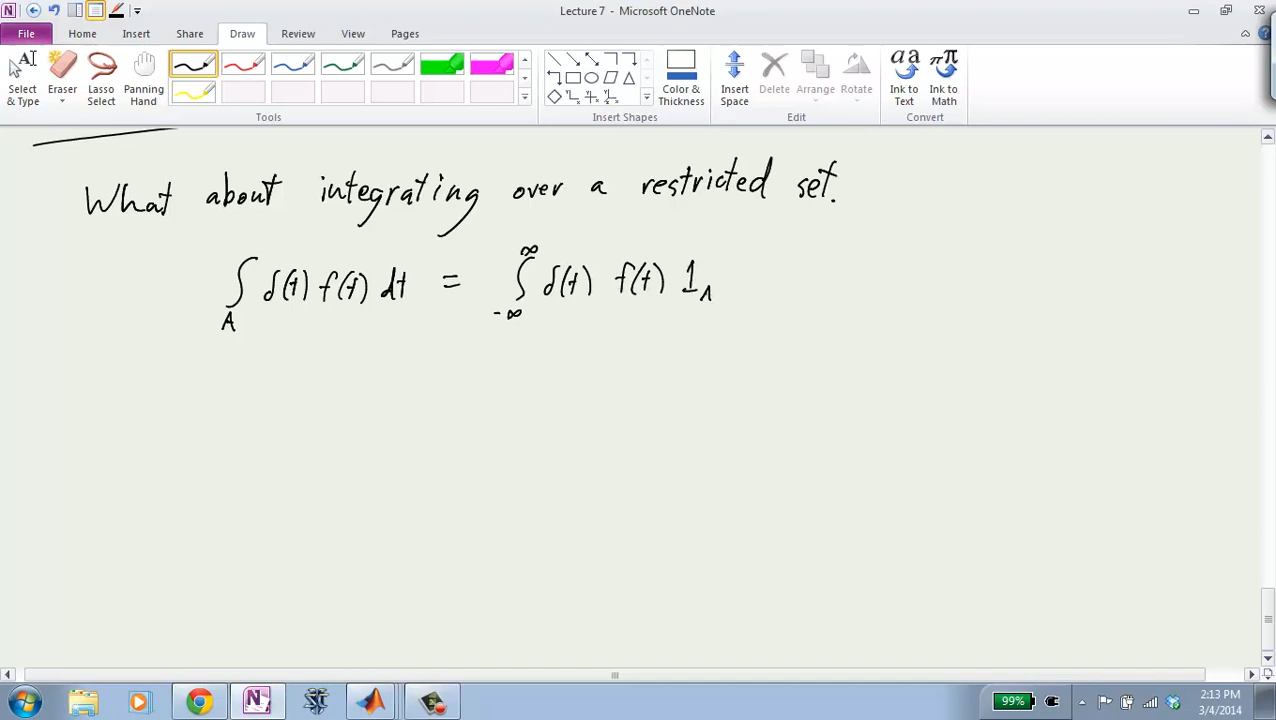 Lecture 7 - Microsoft OneNote
File Home Insert Share Draw Review View Pages
Select & Type Eraser Lasso Select Panning Hand Color & Thickness Insert Space Delete Arrange Rotate Ink to Text Ink to Math
Tools Insert Shapes Edit Convert
What about integrating over a restricted set.
∫_A δ(t) f(t) dt = ∫_{-∞}^{∞} δ(t) f(t) 1_A
99% 2:13 PM
3/4/2014